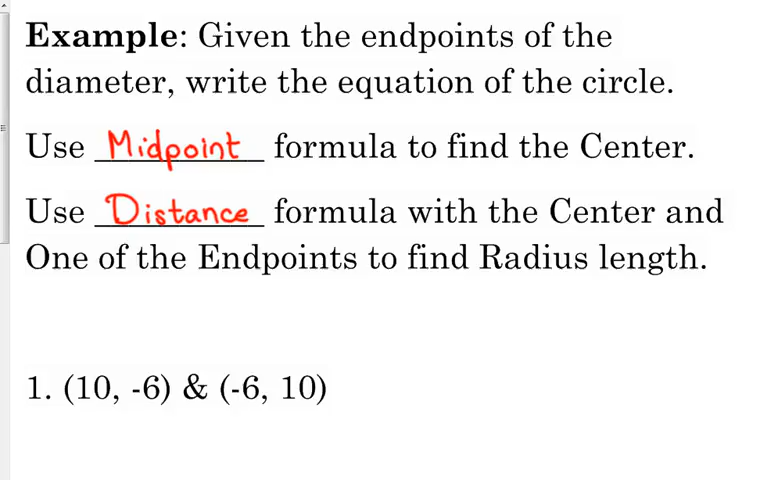 Example: Given the endpoints of the
diameter, write the equation of the circle.
Use Midpoint formula to find the Center.
Use Distance formula with the Center and
One of the Endpoints to find Radius length.
1. (10, -6) & (-6, 10)